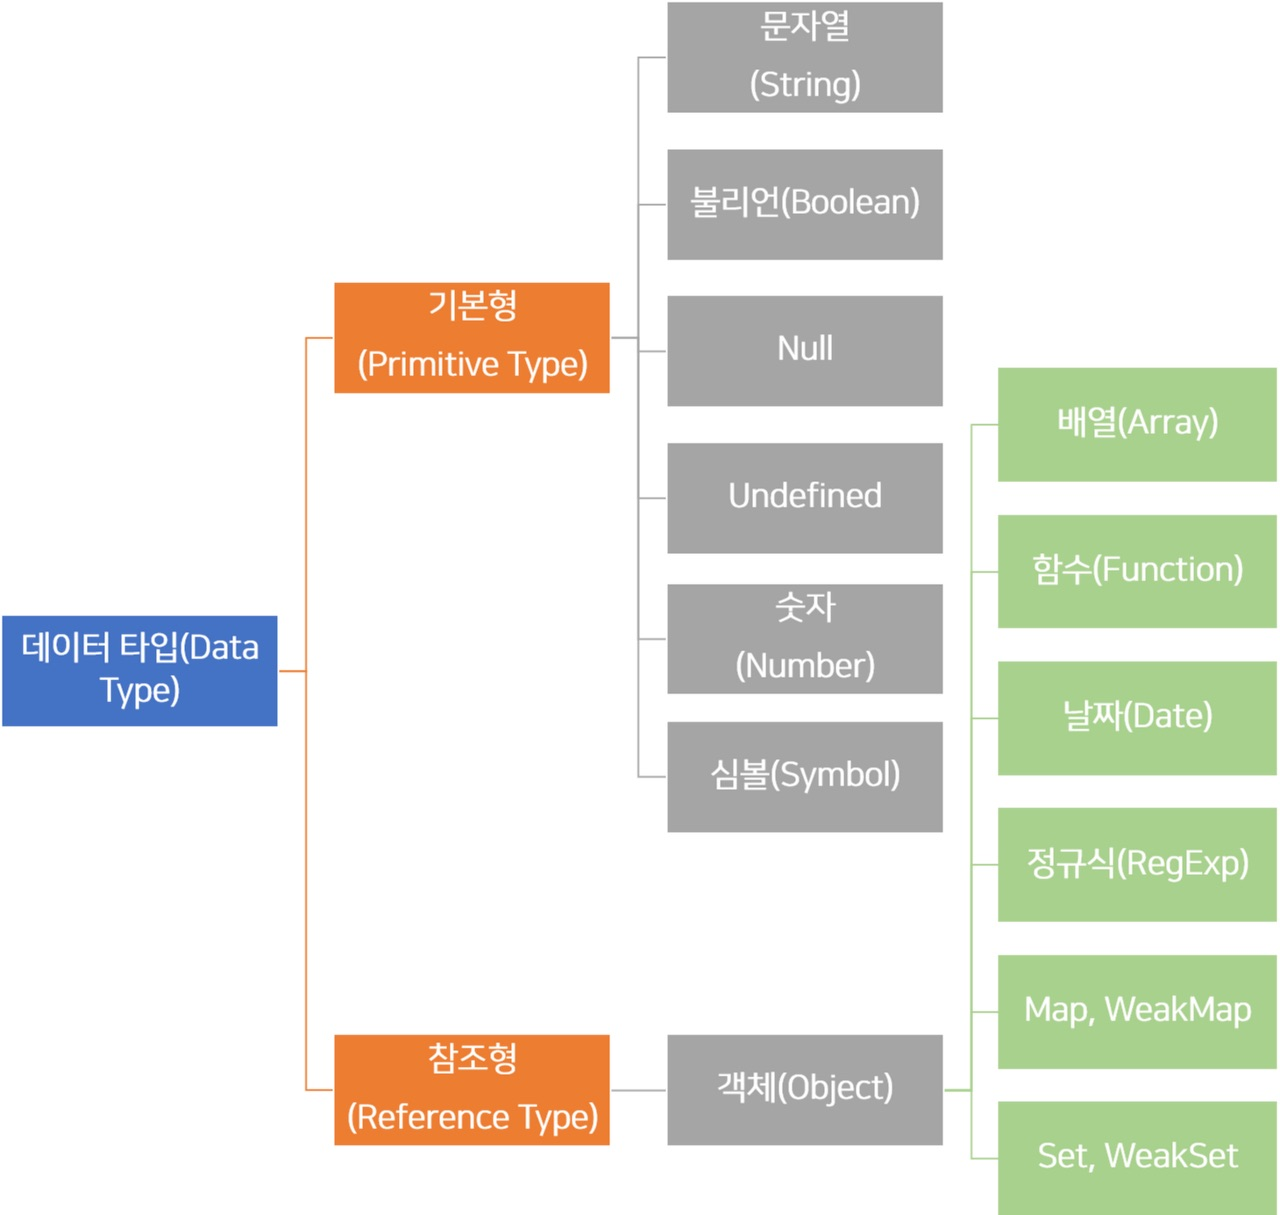 데이터 타입(Data
Type)
기본형
(Primitive Type)
문자열
(String)
불리언(Boolean)
Null
Undefined
숫자
(Number)
심볼(Symbol)
참조형
(Reference Type)
객체(Object)
배열(Array)
함수(Function)
날짜(Date)
정규식(RegExp)
Map, WeakMap
Set, WeakSet